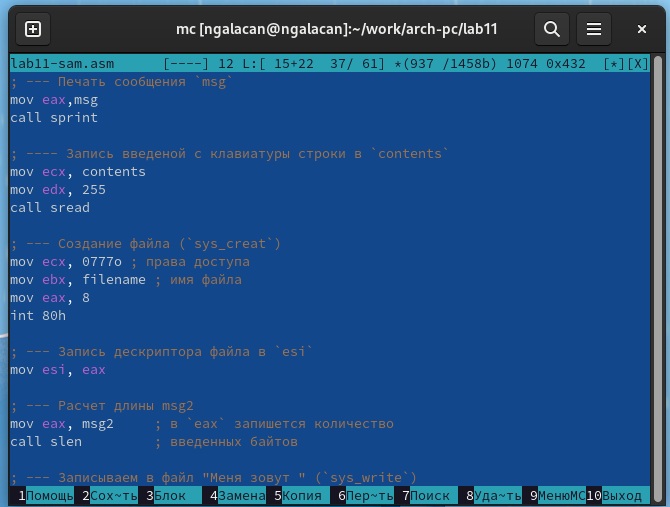 mc [ngalacan@ngalacan]:~/work/arch-pc/lab11
lab11-sam.asm      [----] 12 L:[ 15+22  37/ 61] *(937 /1458b) 1074 0x432  [*][X]
; --- Печать сообщения `msg`
mov eax,msg
call sprint
; ---- Запись введеной с клавиатуры строки в `contents`
mov ecx, contents
mov edx, 255
call sread
; --- Создание файла (`sys_creat`)
mov ecx, 0777o ; права доступа
mov ebx, filename ; имя файла
mov eax, 8
int 80h
; --- Запись дескриптора файла в `esi`
mov esi, eax
; --- Расчет длины msg2
mov eax, msg2     ; в `eax` запишется количество
call slen         ; введенных байтов
; --- Записываем в файл "Меня зовут " (`sys_write`)
1Помощь 2Сох~ть 3Блок 4Замена 5Копия 6Пер~ть 7Поиск 8Уда~ть 9МенюMC 10Выход